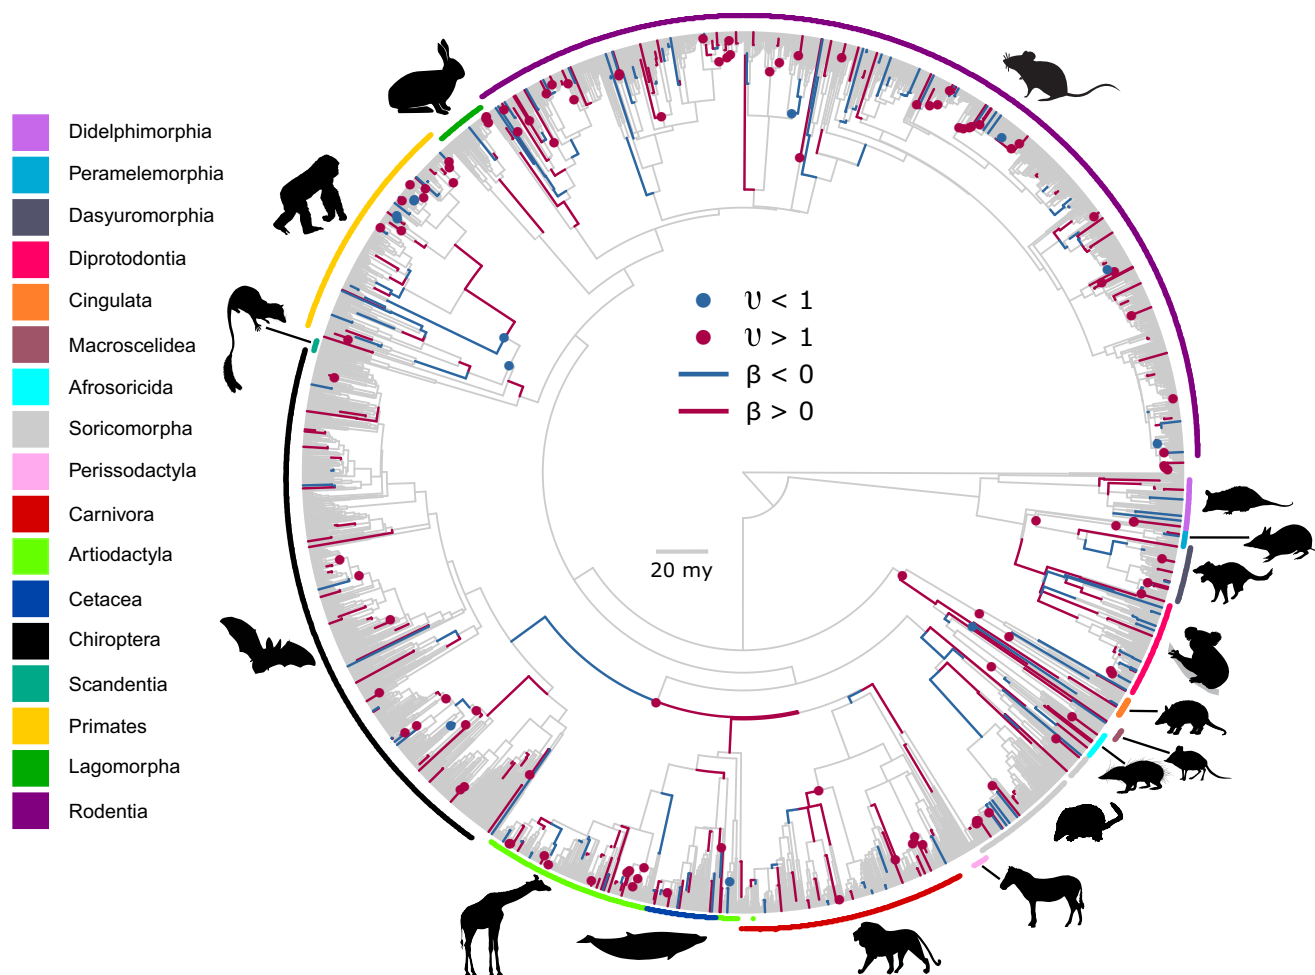 Didelphimorphia
Peramelemorphia
Dasyuromorphia
Diprotodontia
Cingulata
Macroscelidea
Afrosoricida
Soricomorpha
Perissodactyla
Carnivora
Artiodactyla
Cetacea
Chiroptera
Scandentia
Primates
Lagomorpha
Rodentia
υ < 1
υ > 1
β < 0
β > 0
20 my